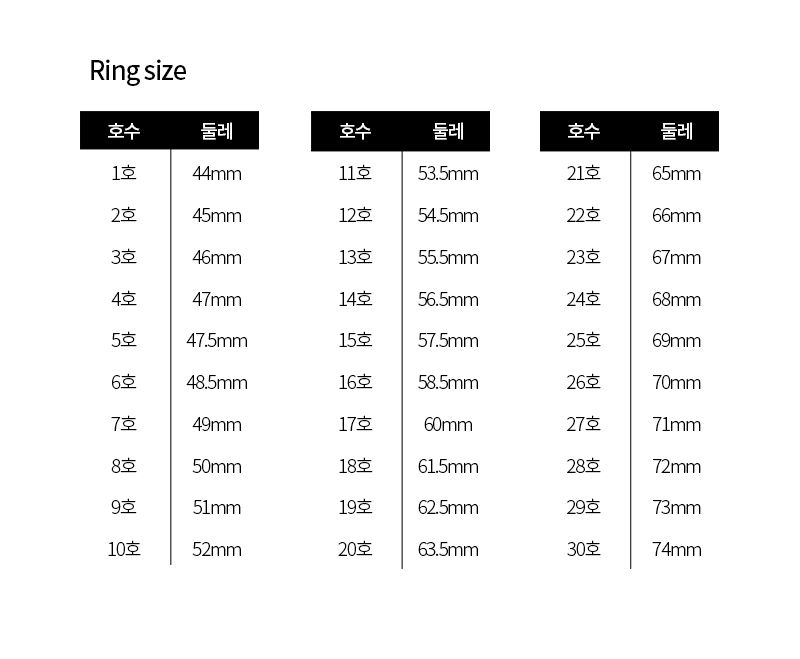 Ring size
호수 둘레
1호 44mm
2호 45mm
3호 46mm
4호 47mm
5호 47.5mm
6호 48.5mm
7호 49mm
8호 50mm
9호 51mm
10호 52mm
호수 둘레
11호 53.5mm
12호 54.5mm
13호 55.5mm
14호 56.5mm
15호 57.5mm
16호 58.5mm
17호 60mm
18호 61.5mm
19호 62.5mm
20호 63.5mm
호수 둘레
21호 65mm
22호 66mm
23호 67mm
24호 68mm
25호 69mm
26호 70mm
27호 71mm
28호 72mm
29호 73mm
30호 74mm